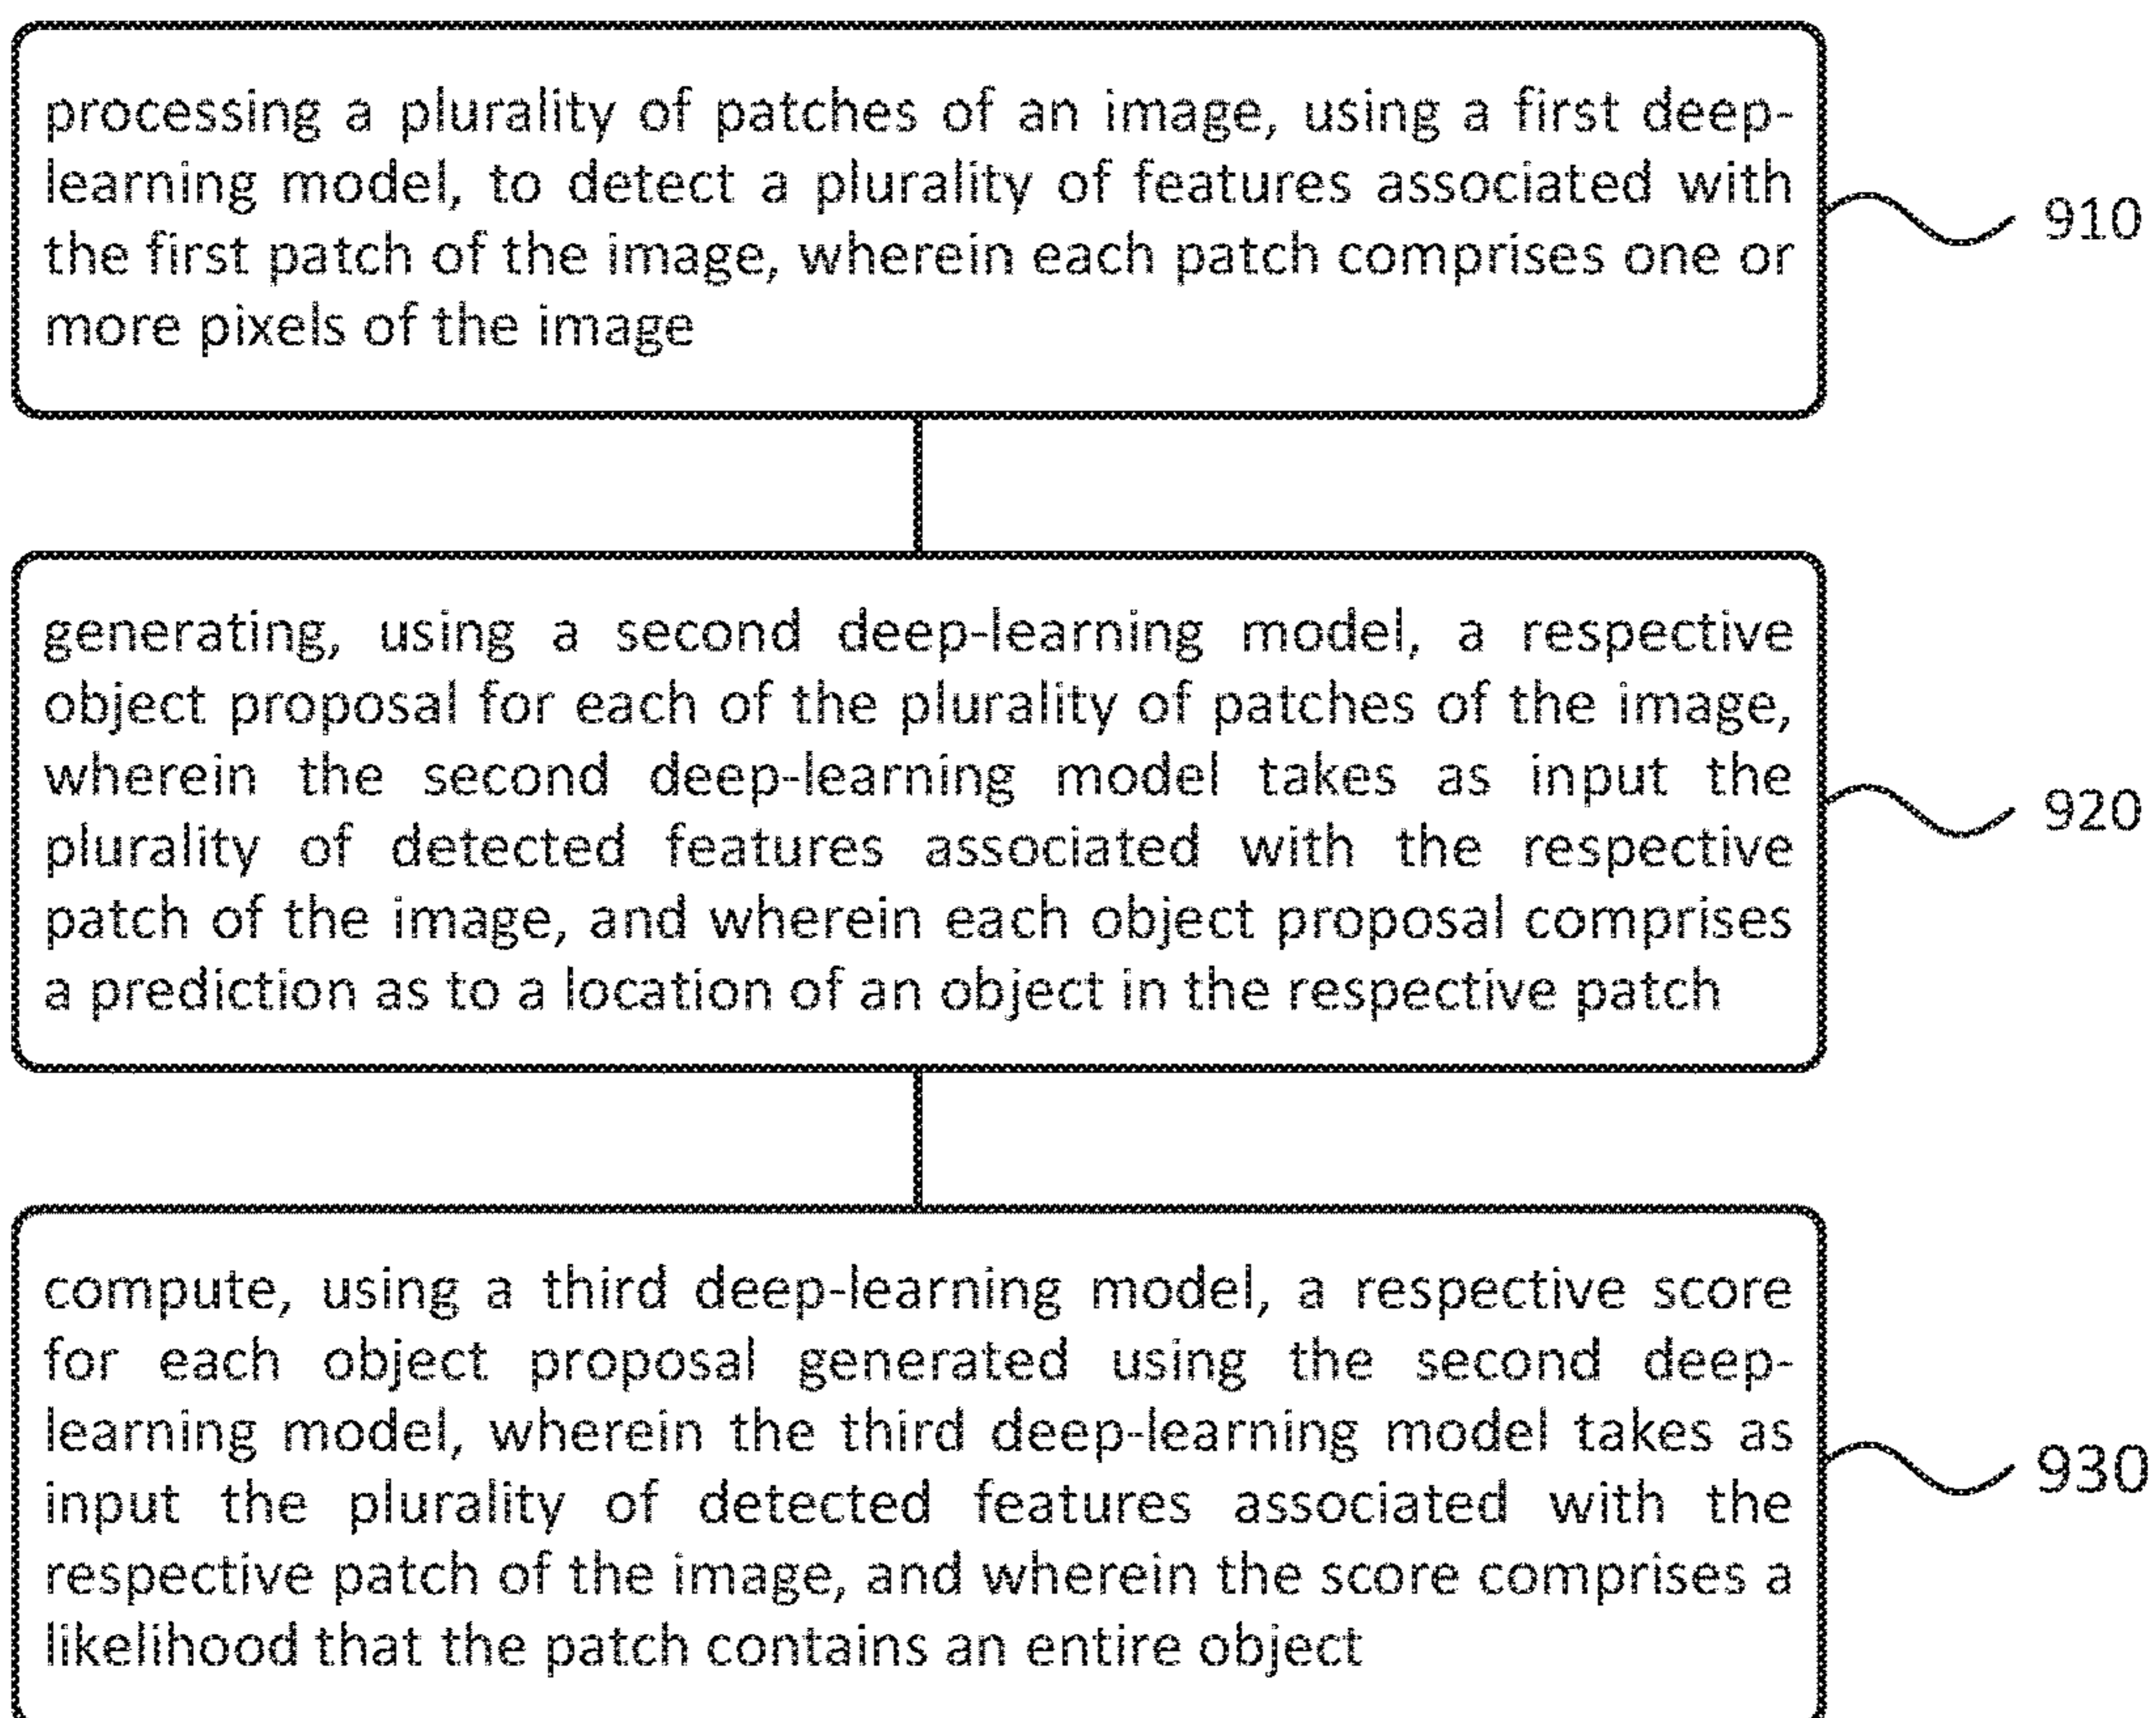 processing a plurality of patches of an image, using a first deep-
learning model, to detect a plurality of features associated with
the first patch of the image, wherein each patch comprises one or
more pixels of the image
910
generating, using a second deep-learning model, a respective
object proposal for each of the plurality of patches of the image,
wherein the second deep-learning model takes as input the
plurality of detected features associated with the respective
patch of the image, and wherein each object proposal comprises
a prediction as to a location of an object in the respective patch
920
compute, using a third deep-learning model, a respective score
for each object proposal generated using the second deep-
learning model, wherein the third deep-learning model takes as
input the plurality of detected features associated with the
respective patch of the image, and wherein the score comprises a
likelihood that the patch contains an entire object
930